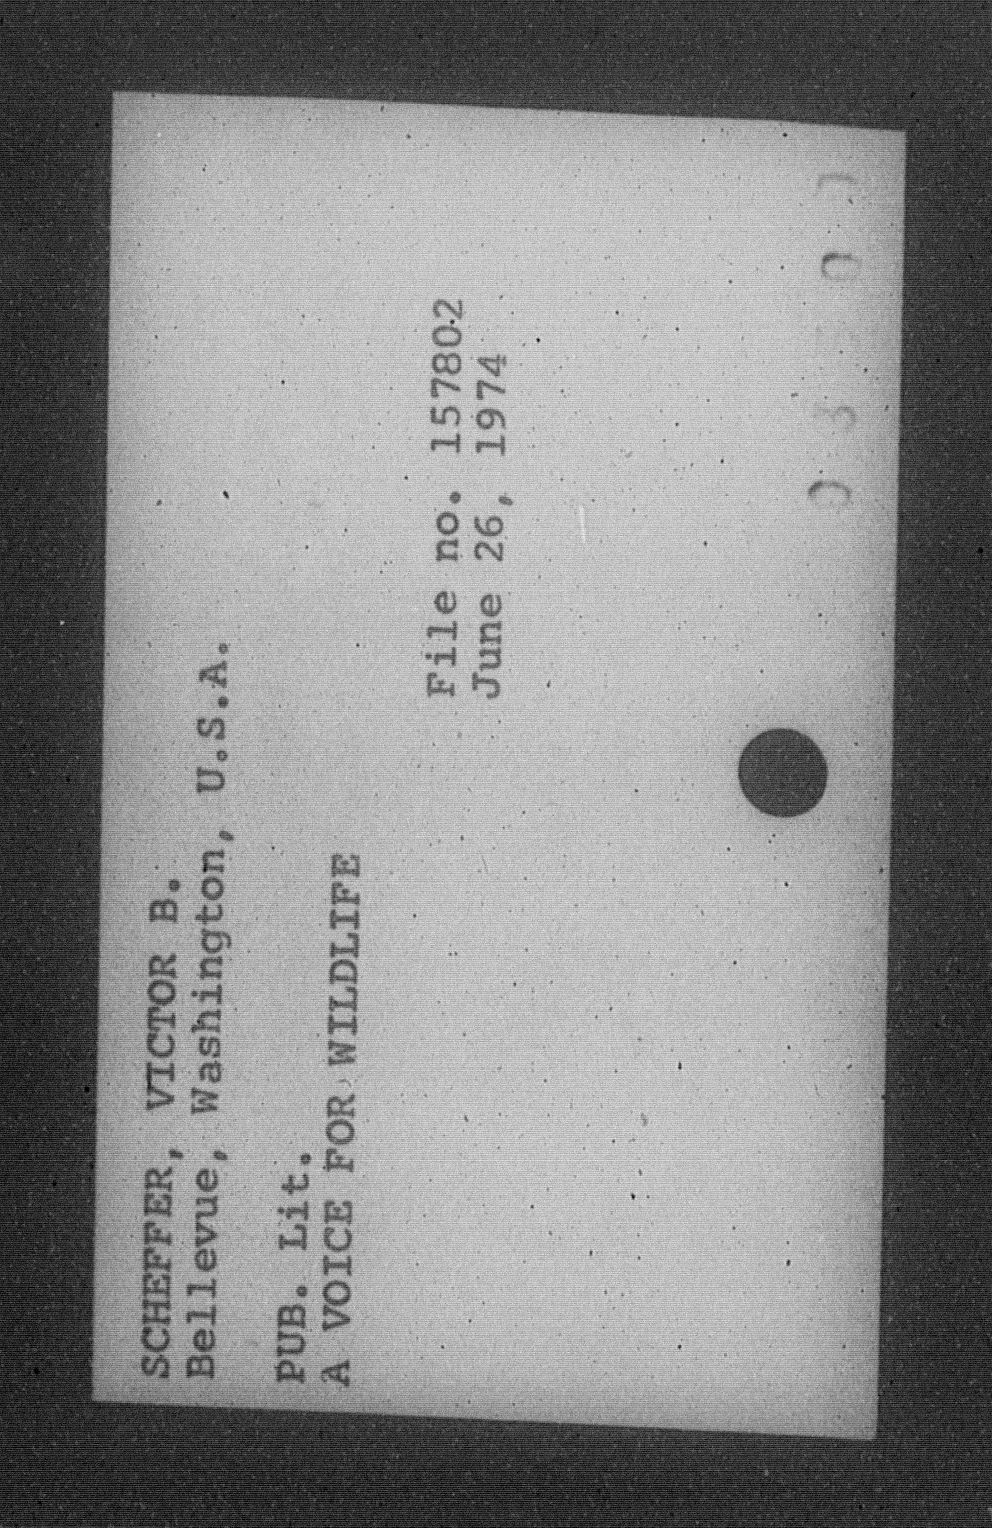 SCHEFFER, VICTOR B.
Bellevue, Washington, U.S.A.
PUB. Lit.
A VOICE FOR WILDLIFE
File no. 157802
June 26, 1974